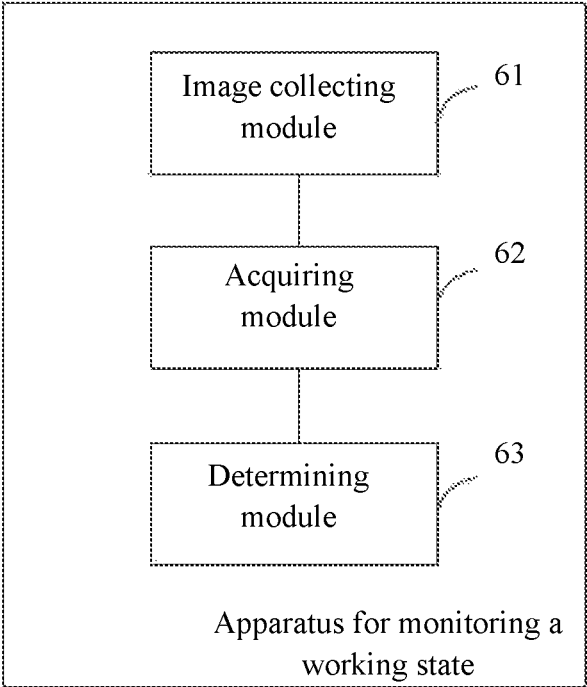 Image collecting
module
61
Acquiring
module
62
Determining
module
63
Apparatus for monitoring a
working state